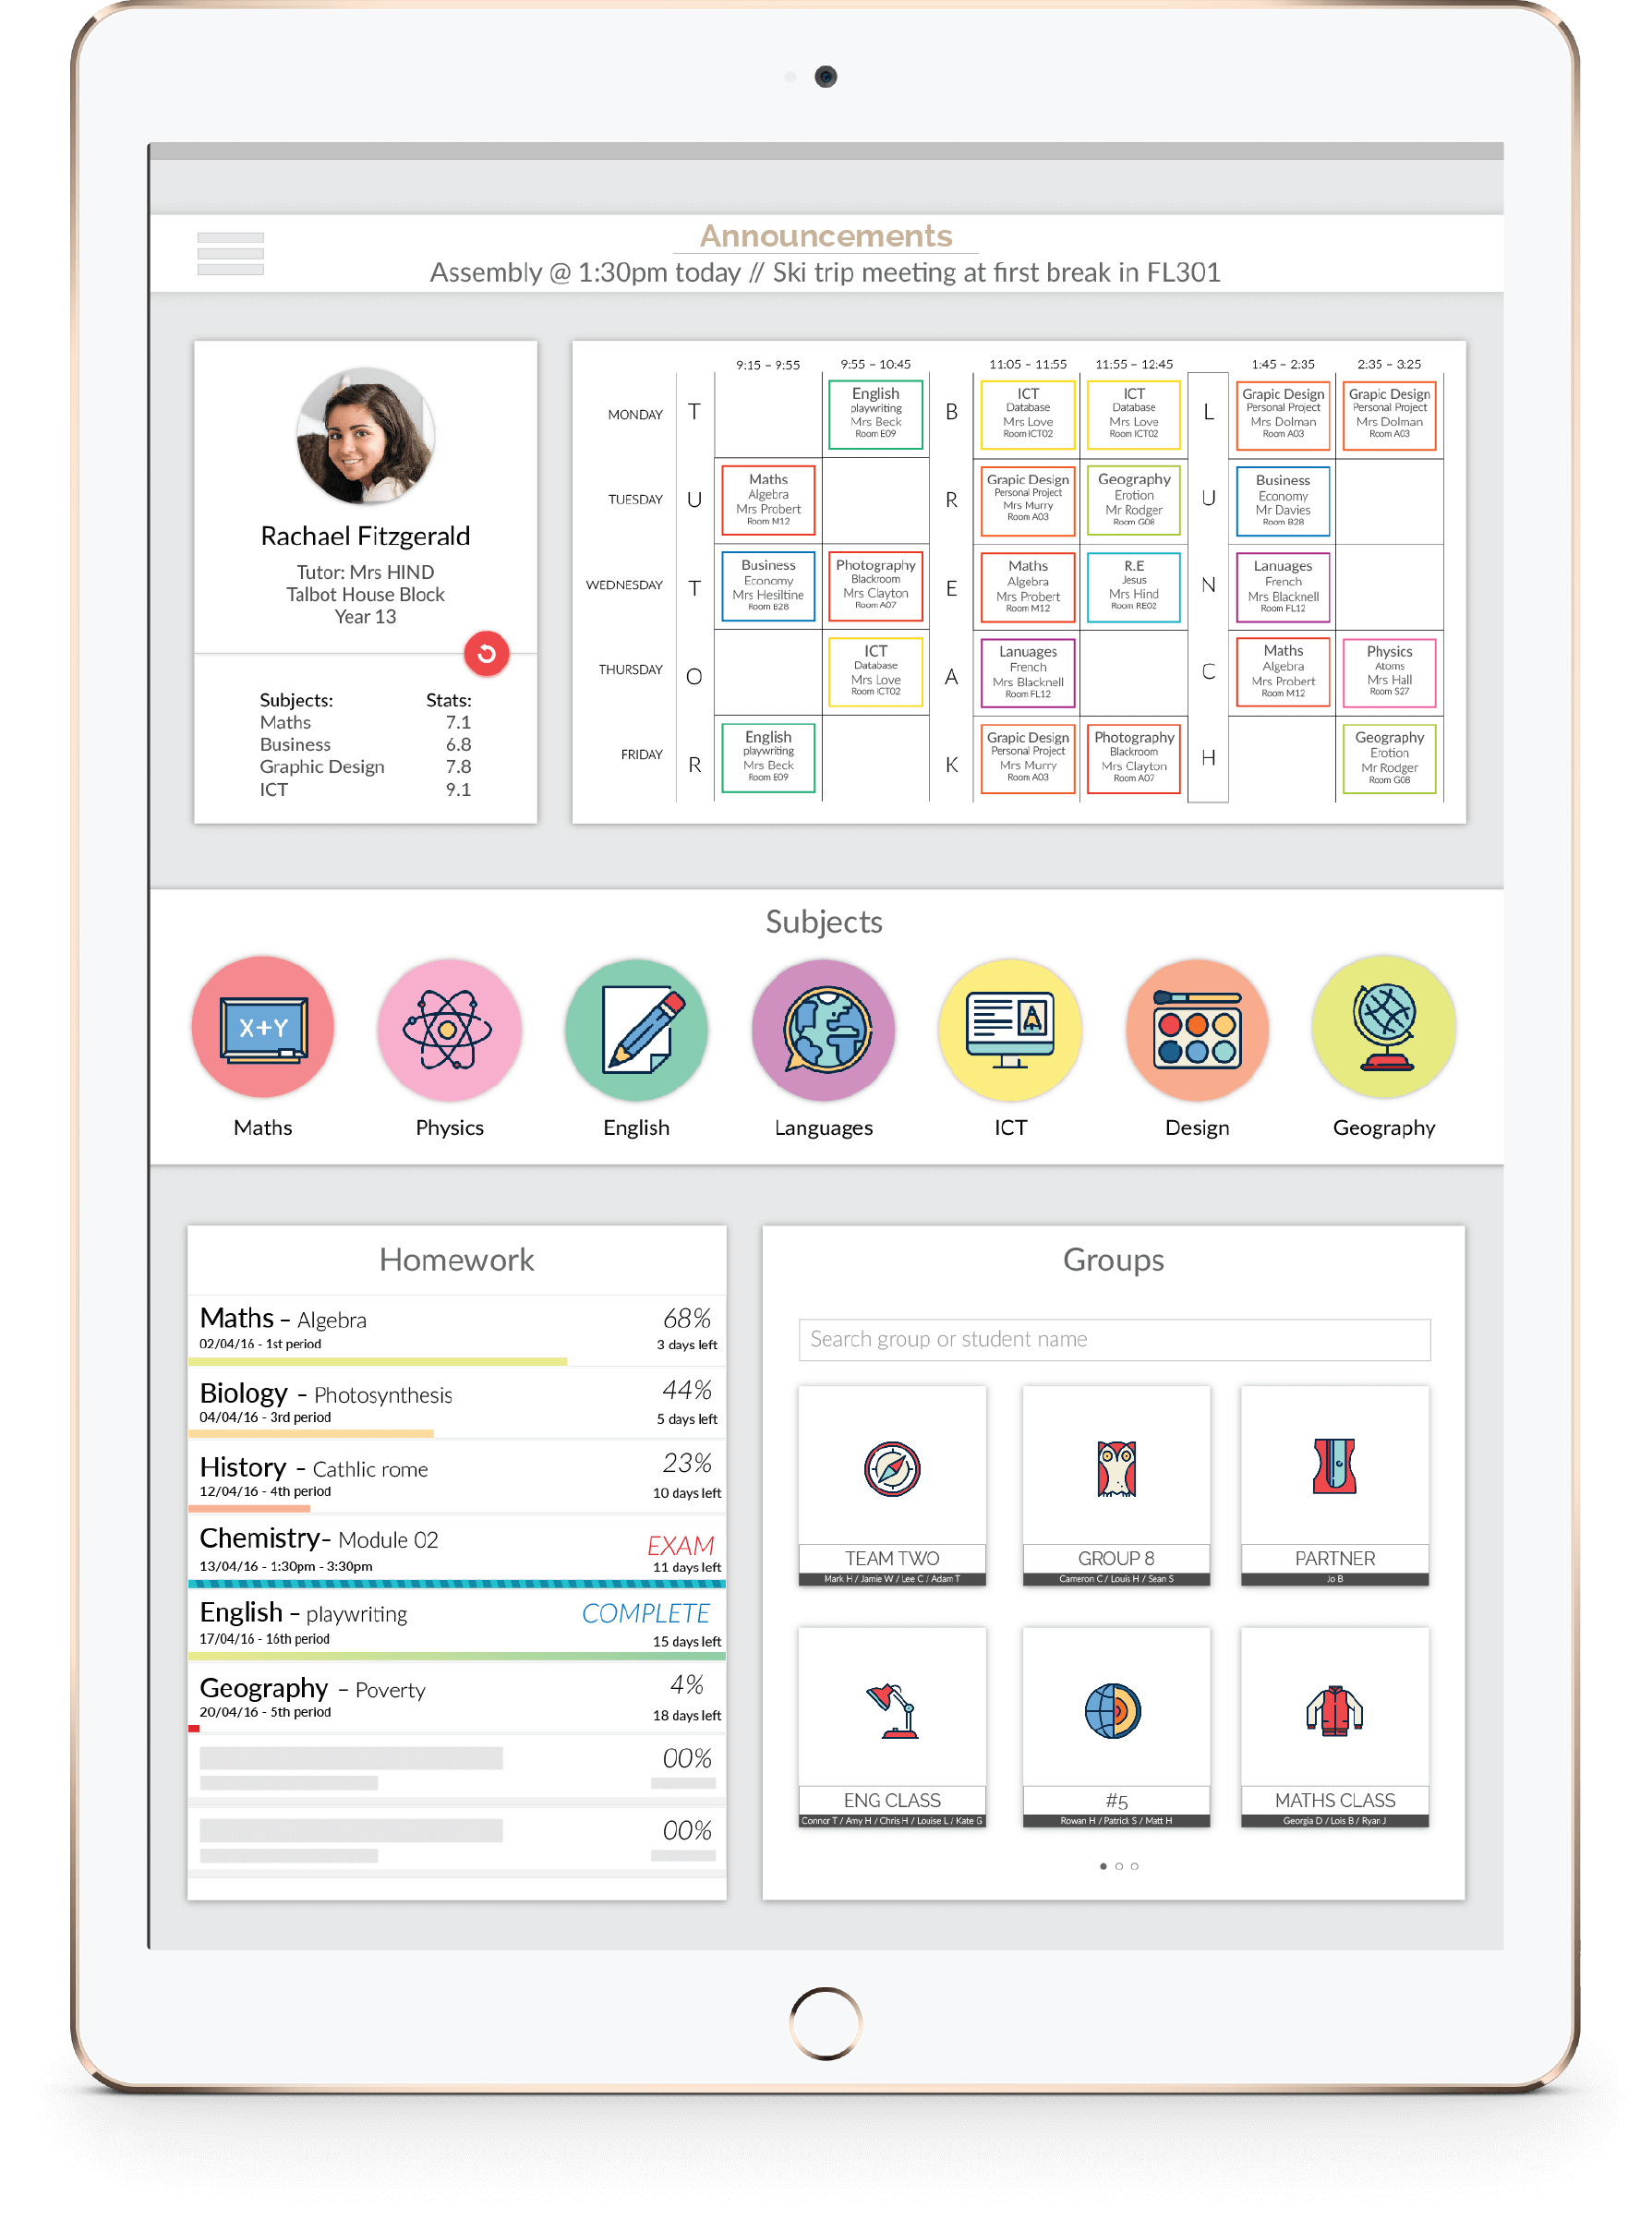 Announcements
Assembly @ 1:30pm today // Ski trip meeting at first break in FL301
Rachael Fitzgerald
Tutor: Mrs HIND
Talbot House Block
Year 13
Subjects: Stats:
Maths 7.1
Business 6.8
Graphic Design 7.8
ICT 9.1
9:15 – 9:55 9:55 – 10:45 11:05 – 11:55 11:55 – 12:45 1:45 – 2:35 2:35 – 3:25
MONDAY T B L
English ICT ICT Grapic Design Grapic Design
playwriting Database Database Personal Project Personal Project
Mrs Beck Mrs Love Mrs Love Mrs Dolman Mrs Dolman
Room E09 Room ICT02 Room ICT02 Room A03 Room A03
TUESDAY U R U
Maths Grapic Design Geography Business
Algebra Personal Project Erotion Economy
Mrs Probert Mrs Murry Mr Rodger Mr Davies
Room M12 Room A03 Room G08 Room B28
WEDNESDAY T E N
Business Photography Maths R.E Lanuages
Economy Blackroom Algebra Jesus French
Mrs Hesiltine Mrs Clayton Mrs Probert Mrs Hind Mrs Blacknell
Room B28 Room A07 Room M12 Room RE02 Room FL12
THURSDAY O A C
ICT Lanuages Maths Physics
Database French Algebra Atoms
Mrs Love Mrs Blacknell Mrs Probert Mrs Hall
Room ICT02 Room FL12 Room M12 Room S27
FRIDAY R K H
English Grapic Design Photography Geography
playwriting Personal Project Blackroom Erotion
Mrs Beck Mrs Murry Mrs Clayton Mr Rodger
Room E09 Room A03 Room A07 Room G08
Subjects
X+Y
Maths Physics English Languages ICT Design Geography
Homework
Maths – Algebra 68%
02/04/16 - 1st period 3 days left
Biology – Photosynthesis 44%
04/04/16 - 3rd period 5 days left
History – Cathlic rome 23%
12/04/16 - 4th period 10 days left
Chemistry– Module 02 EXAM
13/04/16 - 1:30pm - 3:30pm 11 days left
English – playwriting COMPLETE
17/04/16 - 16th period 15 days left
Geography – Poverty 4%
20/04/16 - 5th period 18 days left
00%
00%
Groups
Search group or student name
TEAM TWO GROUP 8 PARTNER
Mark H / Jamie W / Lee C / Adam T Cameron C / Louis H / Sean S Jo B
ENG CLASS #5 MATHS CLASS
Connor T / Amy H / Chris H / Louise L / Kate G Rowan H / Patrick S / Matt H Georgia D / Lois B / Ryan J